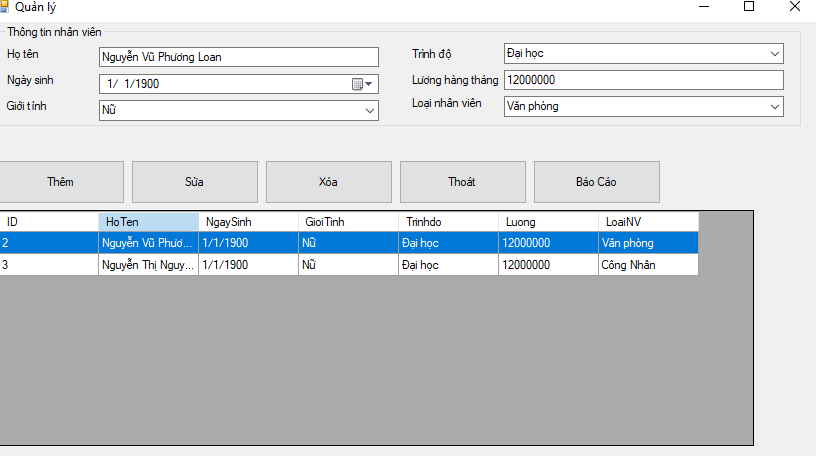 Quản lý
Thông tin nhân viên
Họ tên Nguyễn Vũ Phương Loan Trình độ Đại học
Ngày sinh 1/ 1/1900 Lương hàng tháng 12000000
Giới tính Nữ Loại nhân viên Văn phòng
Thêm Sửa Xóa Thoát Báo Cáo
ID HoTen NgaySinh GioiTinh Trinhdo Luong LoaiNV
2 Nguyễn Vũ Phươ... 1/1/1900 Nữ Đại học 12000000 Văn phòng
3 Nguyễn Thị Nguy... 1/1/1900 Nữ Đại học 12000000 Công Nhân